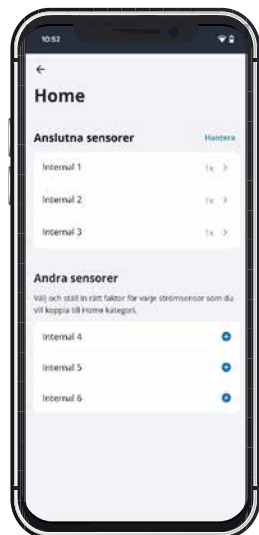 10:52
Home
Anslutna sensorer
Hantera
Internal 1
1x
Internal 2
1x
Internal 3
1x
Andra sensorer
Välj och ställ in rätt faktor för varje strömsensor som du
vill koppla till Home kategori.
Internal 4
Internal 5
Internal 6